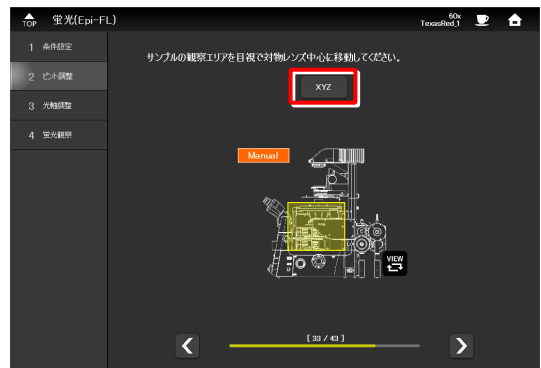 TOP 蛍光(Epi-FL)
60x
TexasRed_1
1 条件設定
2 ピント調整
3 光軸調整
4 蛍光観察
サンプルの観察エリアを目視で対物レンズ中心に移動してください。
XYZ
Manual
VIEW
[ 33 / 43 ]